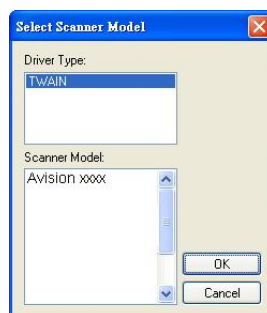 Select Scanner Model
Driver Type:
TWAIN
Scanner Model:
Avision xxxx
OK
Cancel